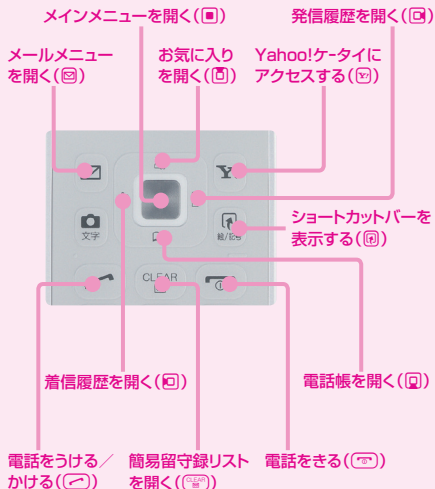 メインメニューを開く(■)
発信履歴を開く()
メールメニュー
を開く(✉)
お気に入り
を開く()
Yahoo!ケータイに
アクセスする(Y!)
Y!
文字
絵/記号
CLEAR
ショートカットバーを
表示する()
着信履歴を開く()
電話帳を開く()
電話をうける/
かける()
簡易留守録リスト
を開く(CLEAR)
電話をきる()